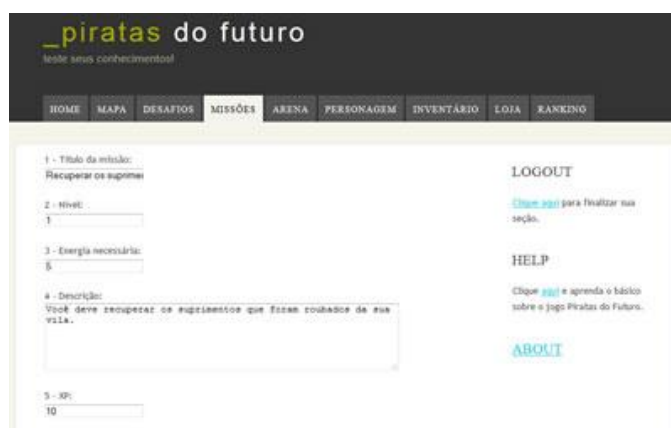 _piratas do futuro
teste seus conhecimentos!
HOME MAPA DESAFIOS MISSÕES ARENA PERSONAGEM INVENTÁRIO LOJA RANKING
1 - Título da missão:
Recuperar os suprimen
2 - Nível:
1
3 - Energia necessária:
5
4 - Descrição:
Você deve recuperar os suprimentos que foram roubados da sua
vila.
5 - XP:
10
LOGOUT
Clique aqui para finalizar sua
seção.
HELP
Clique aqui e aprenda o básico
sobre o jogo Piratas do Futuro.
ABOUT